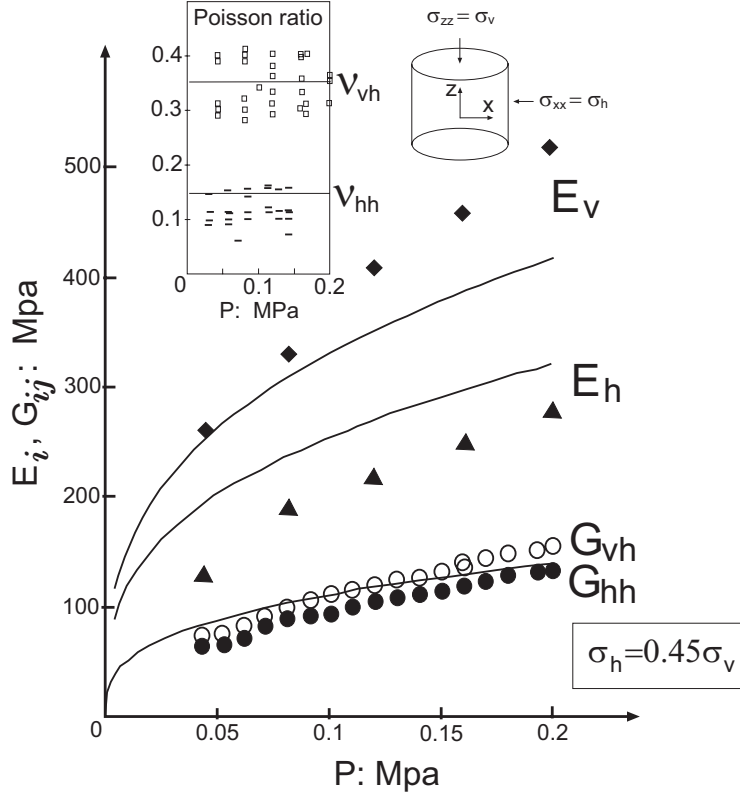 Poisson ratio
0.4
0.3
0.2
0.1
ν_vh
ν_hh
0
0.1
0.2
P: MPa
σ_zz = σ_v
z
x
σ_xx = σ_h
E_i, G_ij: Mpa
500
400
300
200
100
E_v
E_h
G_vh
G_hh
σ_h=0.45σ_v
0
0.05
0.1
0.15
0.2
P: Mpa